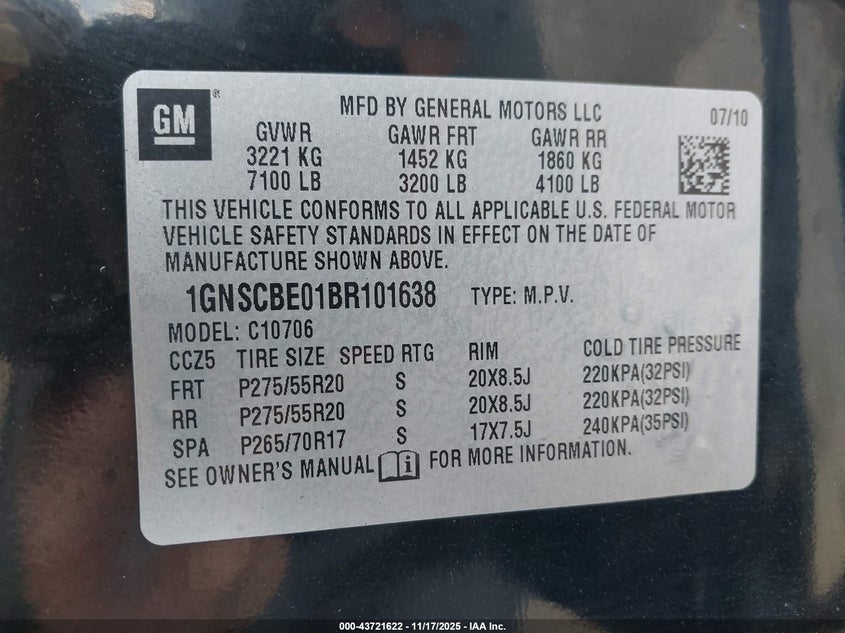 GM ®
MFD BY GENERAL MOTORS LLC 07/10
GVWR GAWR FRT GAWR RR
3221 KG 1452 KG 1860 KG
7100 LB 3200 LB 4100 LB
THIS VEHICLE CONFORMS TO ALL APPLICABLE U.S. FEDERAL MOTOR
VEHICLE SAFETY STANDARDS IN EFFECT ON THE DATE OF
MANUFACTURE SHOWN ABOVE.
1GNSCBE01BR101638 TYPE: M.P.V.
MODEL: C10706
CCZ5 TIRE SIZE SPEED RTG RIM COLD TIRE PRESSURE
FRT P275/55R20 S 20X8.5J 220KPA(32PSI)
RR P275/55R20 S 20X8.5J 220KPA(32PSI)
SPA P265/70R17 S 17X7.5J 240KPA(35PSI)
SEE OWNER'S MANUAL i FOR MORE INFORMATION.
000-43721622 - 11/17/2025 - IAA Inc.